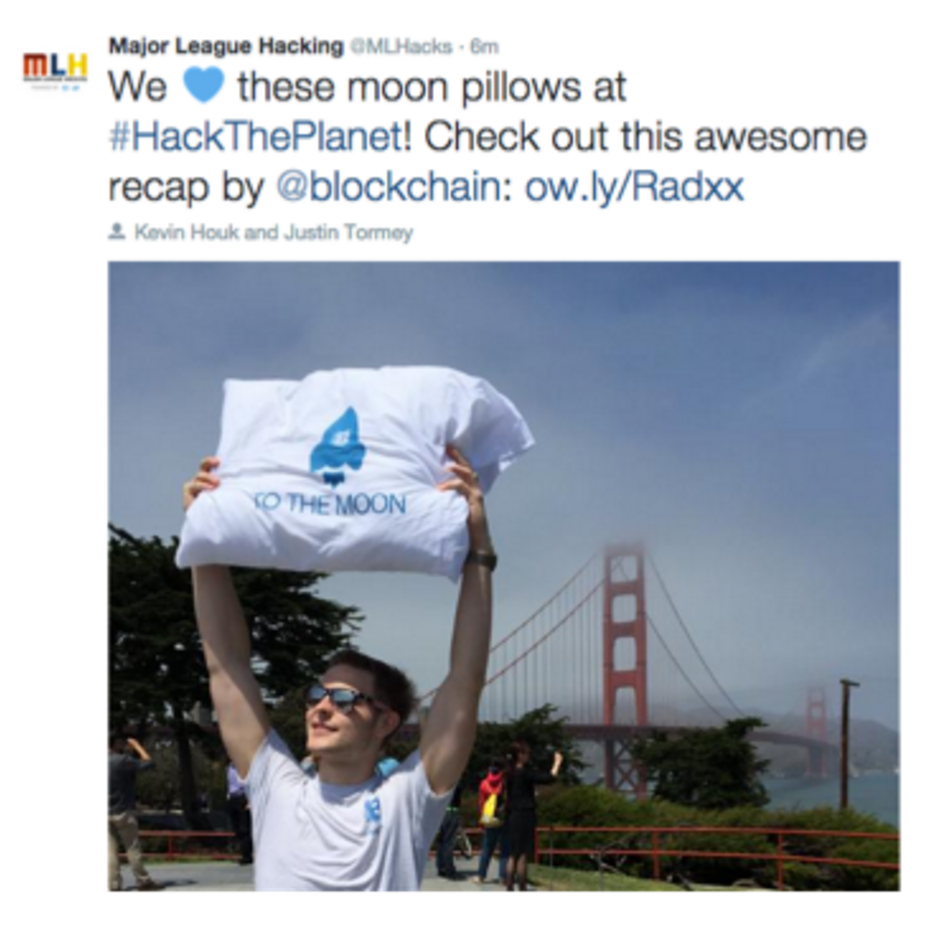 Major League Hacking @MLHacks · 6m
MLH
We 💙 these moon pillows at
#HackThePlanet! Check out this awesome
recap by @blockchain: ow.ly/Radxx
Kevin Houk and Justin Tormey
TO THE MOON